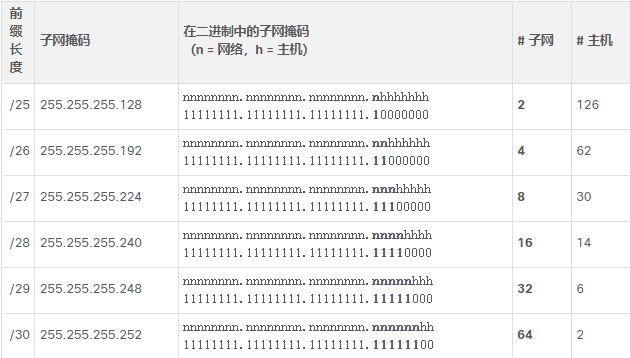 前缀长度 子网掩码 在二进制中的子网掩码 # 子网 # 主机
(n = 网络，h = 主机)
/25 255.255.255.128 nnnnnnnn.nnnnnnnn.nnnnnnnn.nhhhhhhh 2 126
11111111.11111111.11111111.10000000
/26 255.255.255.192 nnnnnnnn.nnnnnnnn.nnnnnnnn.nnhhhhhh 4 62
11111111.11111111.11111111.11000000
/27 255.255.255.224 nnnnnnnn.nnnnnnnn.nnnnnnnn.nnnhhhhh 8 30
11111111.11111111.11111111.11100000
/28 255.255.255.240 nnnnnnnn.nnnnnnnn.nnnnnnnn.nnnnhhhh 16 14
11111111.11111111.11111111.11110000
/29 255.255.255.248 nnnnnnnn.nnnnnnnn.nnnnnnnn.nnnnnhhh 32 6
11111111.11111111.11111111.11111000
/30 255.255.255.252 nnnnnnnn.nnnnnnnn.nnnnnnnn.nnnnnnhh 64 2
11111111.11111111.11111111.11111100